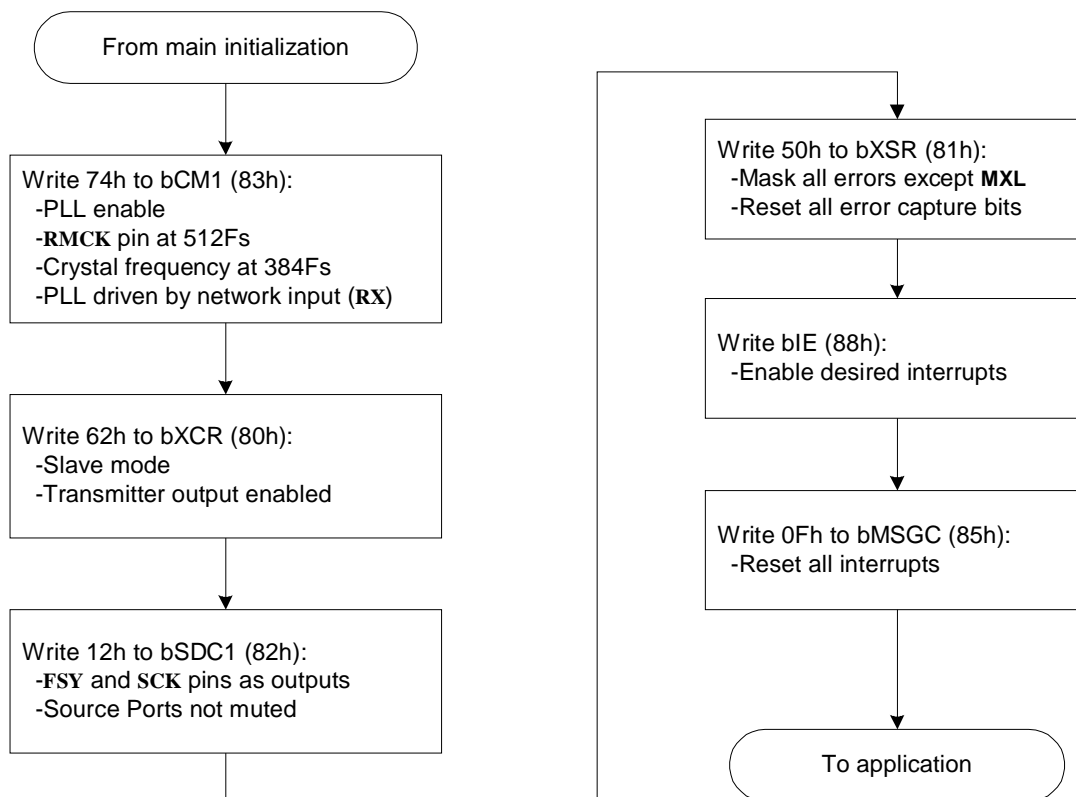 From main initialization
Write 74h to bCM1 (83h):
-PLL enable
-RMCK pin at 512Fs
-Crystal frequency at 384Fs
-PLL driven by network input (RX)
Write 62h to bXCR (80h):
-Slave mode
-Transmitter output enabled
Write 12h to bSDC1 (82h):
-FSY and SCK pins as outputs
-Source Ports not muted
Write 50h to bXSR (81h):
-Mask all errors except MXL
-Reset all error capture bits
Write bIE (88h):
-Enable desired interrupts
Write 0Fh to bMSGC (85h):
-Reset all interrupts
To application